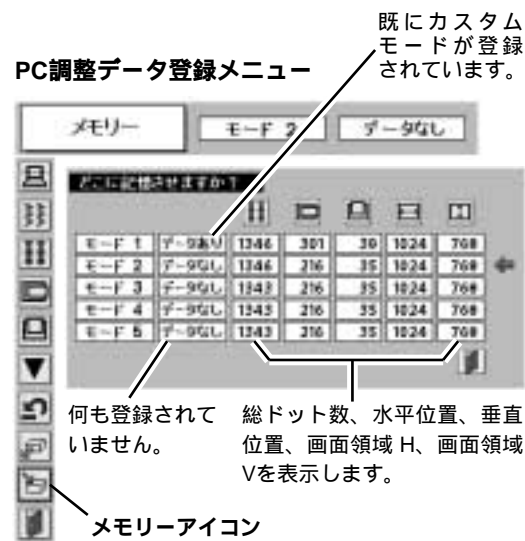 既にカスタム
モードが登録
されています。
PC調整データ登録メニュー
メモリー モード 2 データなし
どこに記憶させますか?
モード 1 データあり 1346 301 30 1024 768
モード 2 データなし 1346 216 35 1024 768
モード 3 データなし 1343 216 35 1024 768
モード 4 データなし 1343 216 35 1024 768
モード 5 データなし 1343 216 35 1024 768
何も登録されて
いません。
総ドット数、水平位置、垂直
位置、画面領域 H、画面領域
Vを表示します。
メモリーアイコン